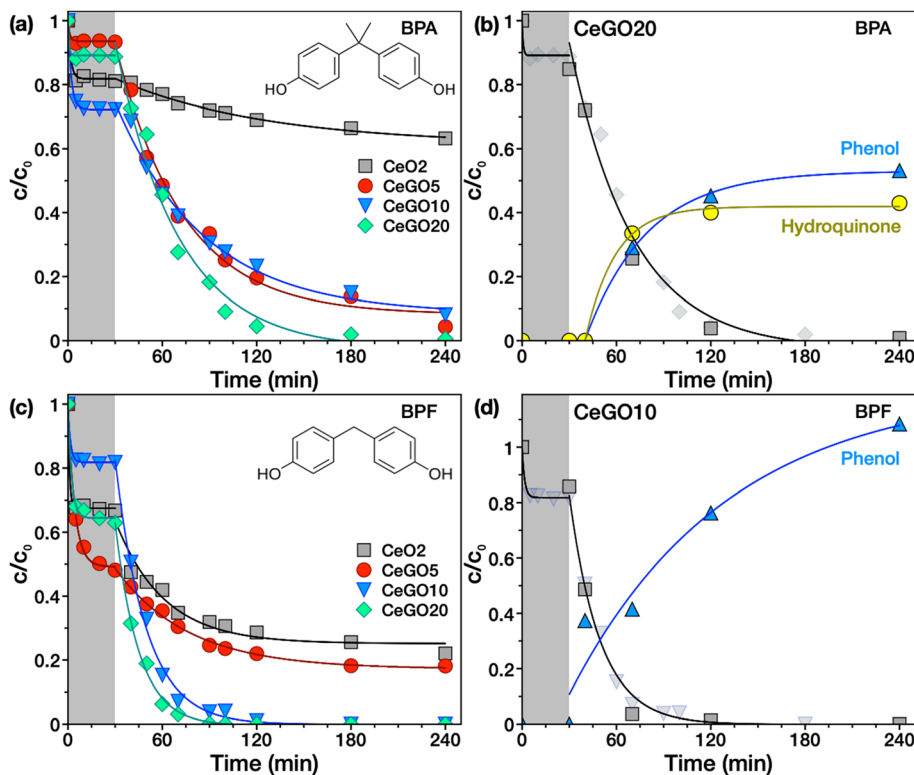 (a)
BPA
HO
OH
CeO2
CeGO5
CeGO10
CeGO20
c/c0
1
0.8
0.6
0.4
0.2
0
0 60 120 180 240
Time (min)
(b)
CeGO20
BPA
Phenol
Hydroquinone
c/c0
1
0.8
0.6
0.4
0.2
0
0 60 120 180 240
Time (min)
(c)
BPF
HO
OH
CeO2
CeGO5
CeGO10
CeGO20
c/c0
1
0.8
0.6
0.4
0.2
0
0 60 120 180 240
Time (min)
(d)
CeGO10
BPF
Phenol
c/c0
1
0.8
0.6
0.4
0.2
0
0 60 120 180 240
Time (min)